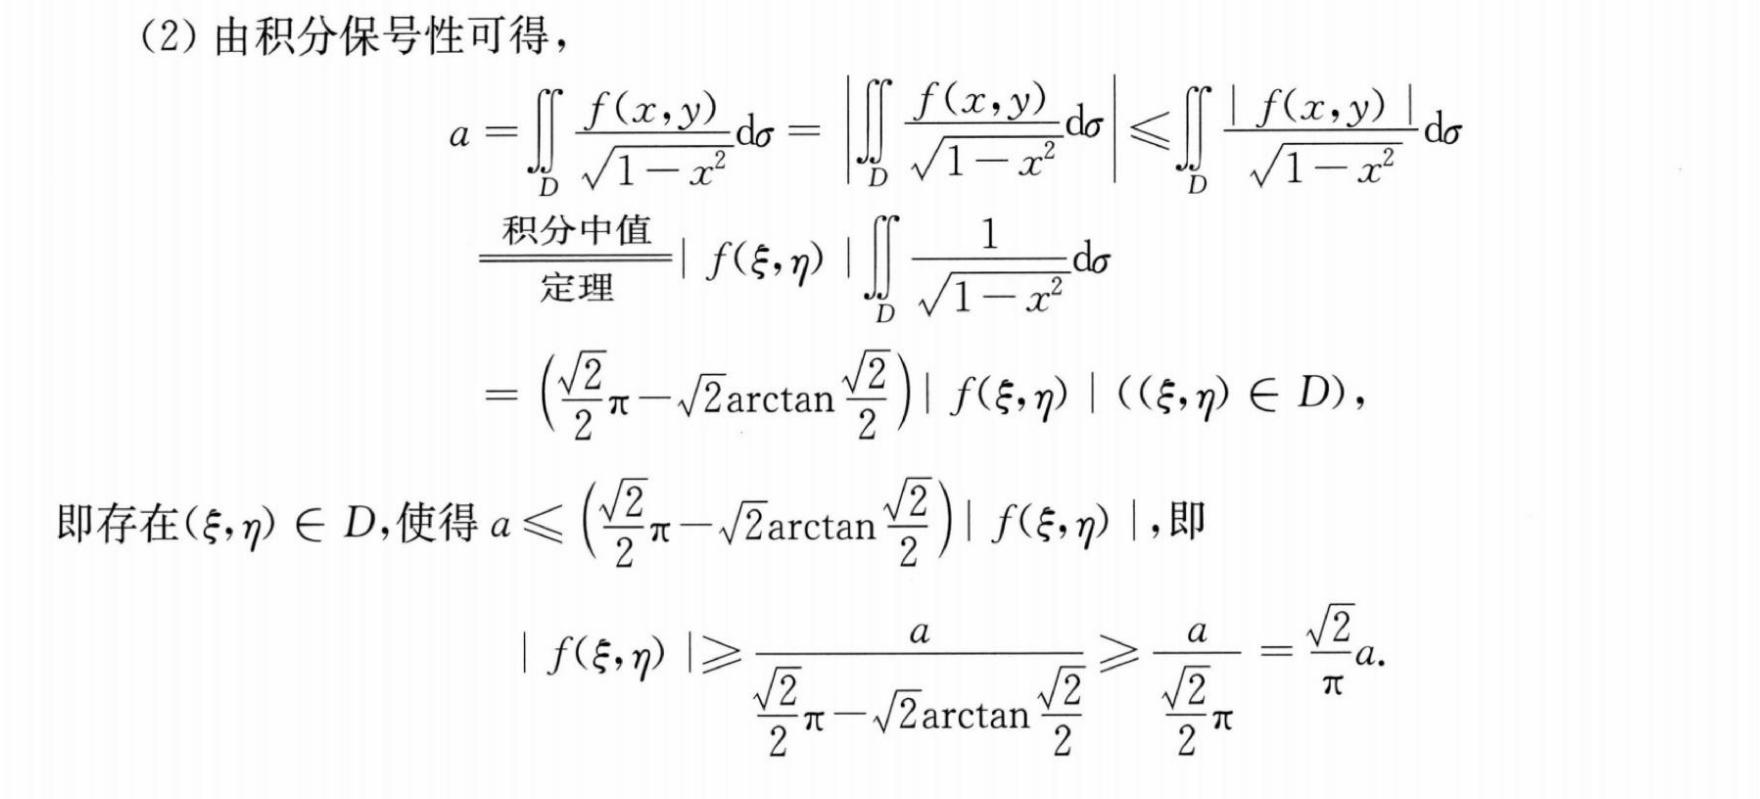 (2) 由积分保号性可得,
a = ∬_D f(x,y)/√(1−x²) dσ = |∬_D f(x,y)/√(1−x²) dσ| ⩽ ∬_D |f(x,y)|/√(1−x²) dσ
积分中值
定理
══ |f(ξ,η)| ∬_D 1/√(1−x²) dσ
= (√2/2 π − √2 arctan √2/2) |f(ξ,η)| ((ξ,η) ∈ D),
即存在(ξ,η) ∈ D,使得 a ⩽ (√2/2 π − √2 arctan √2/2) |f(ξ,η)|,即
|f(ξ,η)| ⩾ a/(√2/2 π − √2 arctan √2/2) ⩾ a/(√2/2 π) = √2/π a.